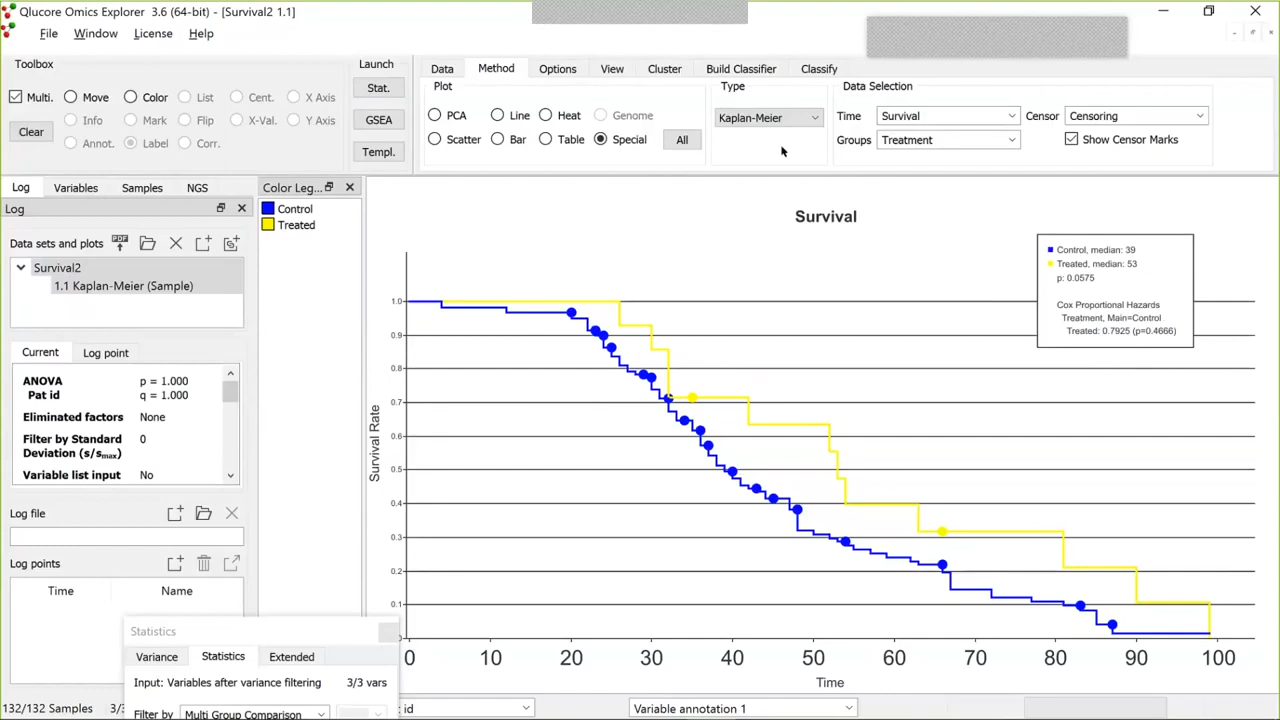 Qlucore Omics Explorer 3.6 (64-bit) - [Survival2 1.1]
File Window License Help
Toolbox
Multi. Move Color List Cent. X Axis
Info Mark Flip X-Val. Y Axis
Clear
Annot. Label Corr.
Launch
Stat.
GSEA
Templ.
Data Method Options View Cluster Build Classifier Classify
Plot
PCA Line Heat Genome
Scatter Bar Table Special All
Type
Kaplan-Meier
Data Selection
Time Survival Censor Censoring
Groups Treatment Show Censor Marks
Log Variables Samples NGS
Log
Data sets and plots PDF
Survival2
1.1 Kaplan-Meier (Sample)
Current Log point
ANOVA p = 1.000
Pat id q = 1.000
Eliminated factors None
Filter by Standard 0
Deviation (s/smax)
Variable list input No
Log file
Log points
Time Name
Color Leg...
Control
Treated
Survival
Control, median: 39
Treated, median: 53
p: 0.0575
Cox Proportional Hazards
Treatment, Main=Control
Treated: 0.7925 (p=0.4666)
Survival Rate
1.0
0.9
0.8
0.7
0.6
0.5
0.4
0.3
0.2
0.1
0 10 20 30 40 50 60 70 80 90 100
Time
Statistics
Variance Statistics Extended
Input: Variables after variance filtering 3/3 vars
Filter by Multi Group Comparison
132/132 Samples 3/3
id
Variable annotation 1